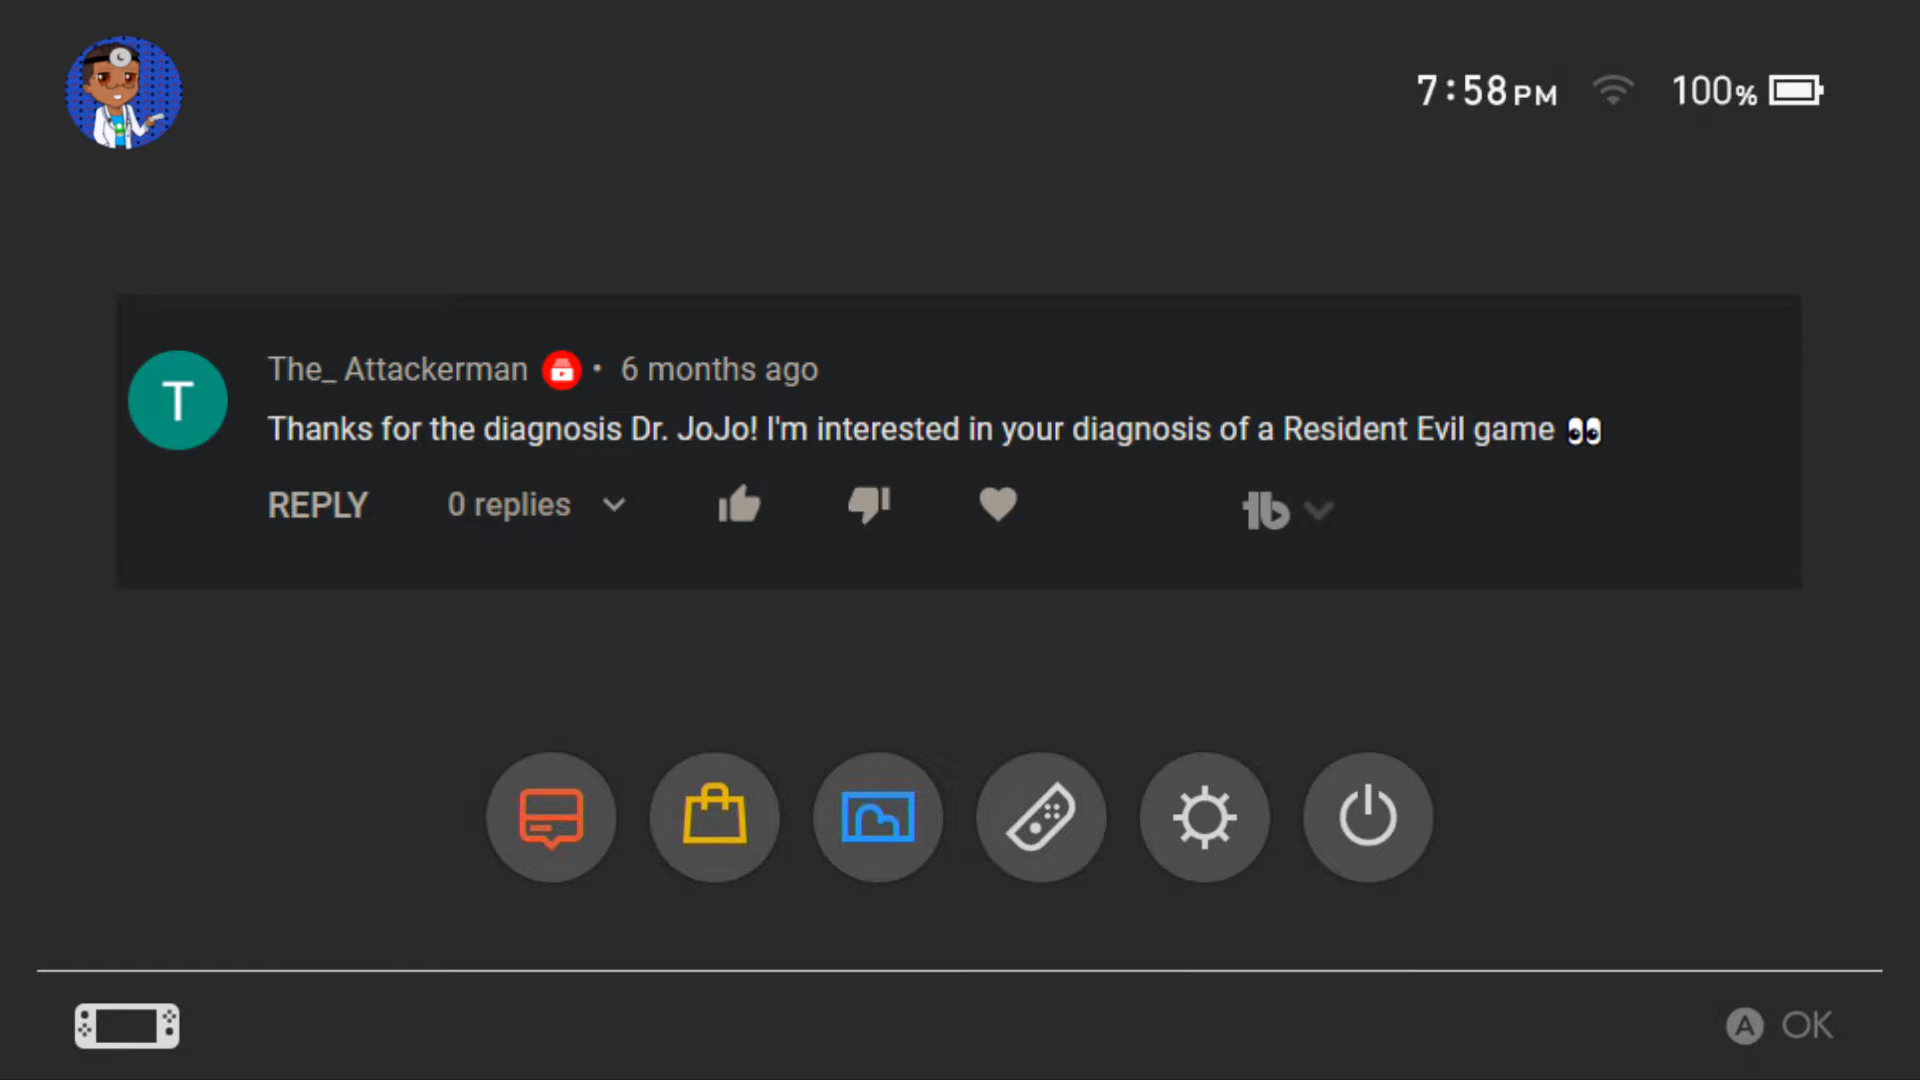 7:58 PM 100%
The_ Attackerman • 6 months ago
T
Thanks for the diagnosis Dr. JoJo! I'm interested in your diagnosis of a Resident Evil game 👀
REPLY 0 replies
tb
A OK